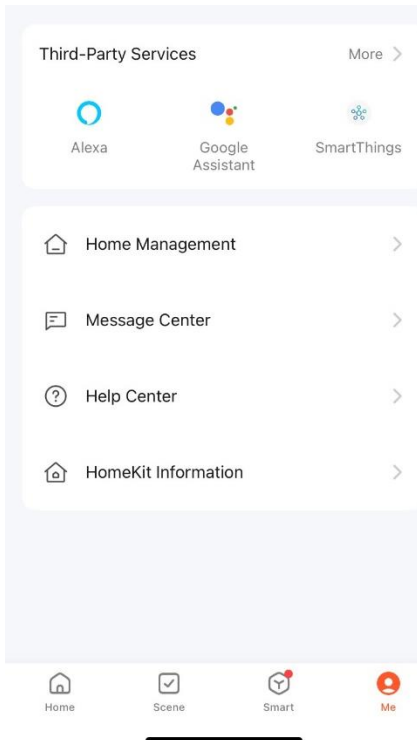 Third-Party Services More
Alexa
Google
Assistant
SmartThings
Home Management
Message Center
Help Center
HomeKit Information
Home Scene Smart Me